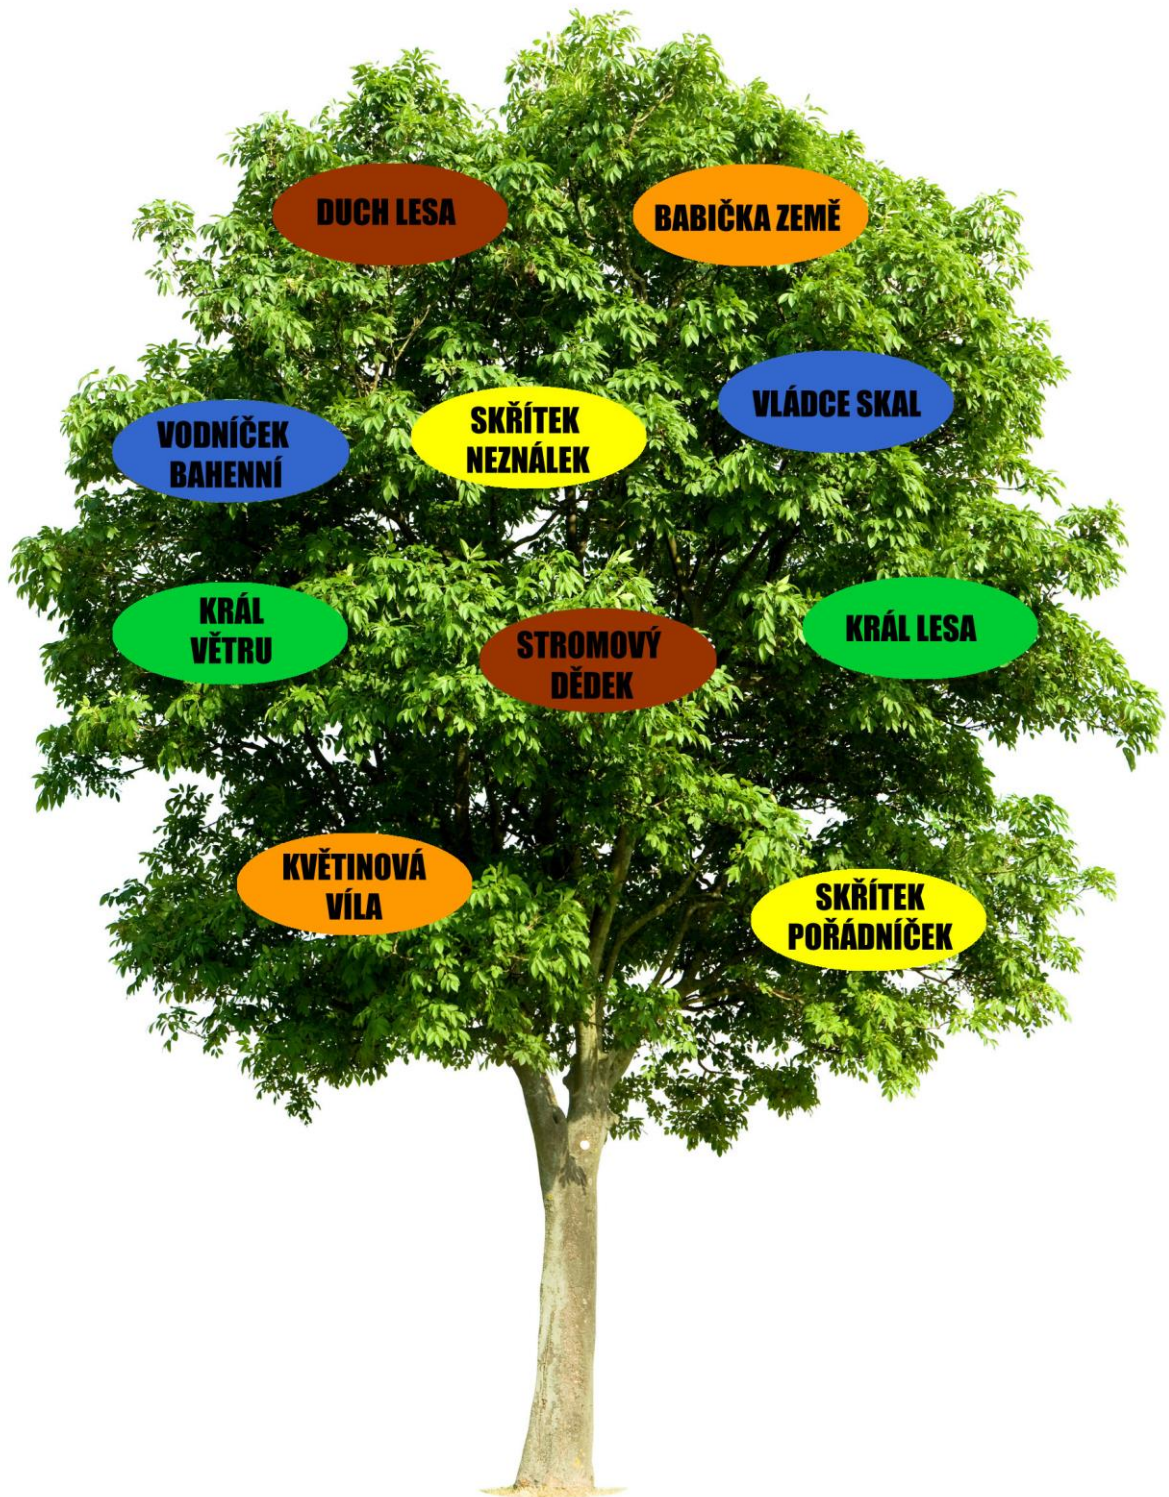 DUCH LESA
BABIČKA ZEMĚ
VODNÍČEK
BAHENNÍ
SKŘÍTEK
NEZNÁLEK
VLÁDCE SKAL
KRÁL
VĚTRU
STROMOVÝ
DĚDEK
KRÁL LESA
KVĚTINOVÁ
VÍLA
SKŘÍTEK
POŘÁDNÍČEK